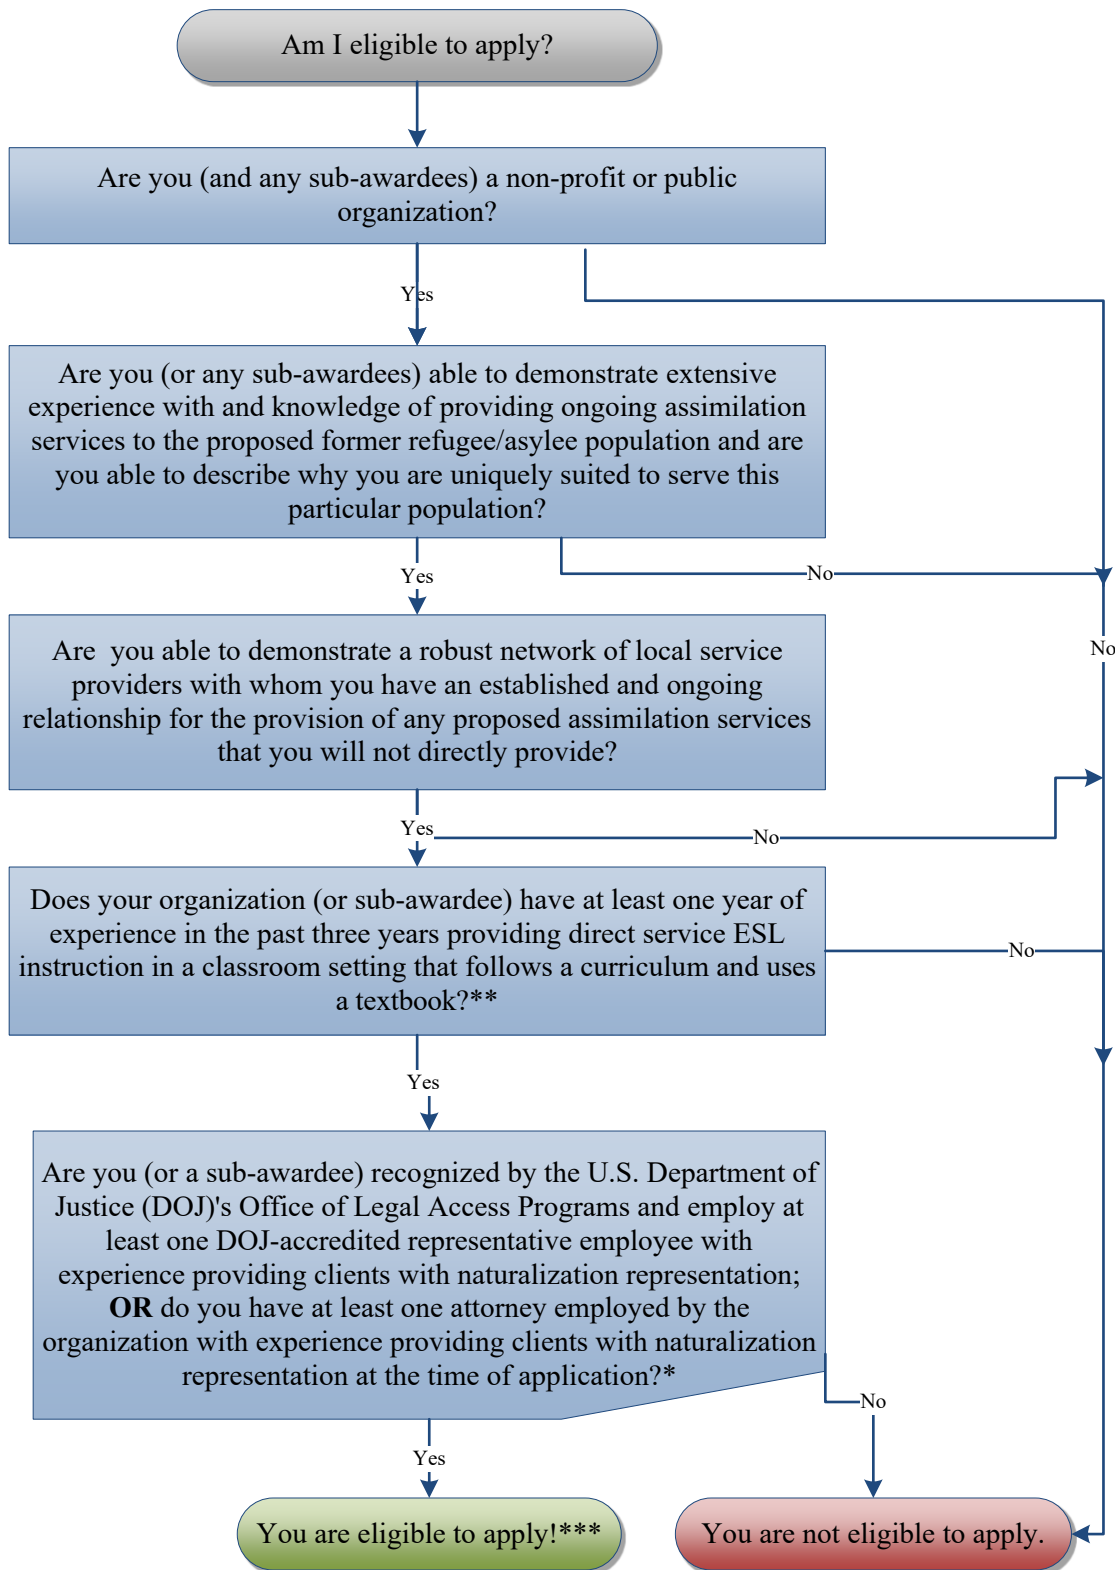 Am I eligible to apply?
Are you (and any sub-awardees) a non-profit or public
organization?
Yes
Are you (or any sub-awardees) able to demonstrate extensive
experience with and knowledge of providing ongoing assimilation
services to the proposed former refugee/asylee population and are
you able to describe why you are uniquely suited to serve this
particular population?
No
Yes
No
Are  you able to demonstrate a robust network of local service
providers with whom you have an established and ongoing
relationship for the provision of any proposed assimilation services
that you will not directly provide?
Yes
No
Does your organization (or sub-awardee) have at least one year of
experience in the past three years providing direct service ESL
instruction in a classroom setting that follows a curriculum and uses
a textbook?**
No
Yes
Are you (or a sub-awardee) recognized by the U.S. Department of
Justice (DOJ)'s Office of Legal Access Programs and employ at
least one DOJ-accredited representative employee with
experience providing clients with naturalization representation;
OR do you have at least one attorney employed by the
organization with experience providing clients with naturalization
representation at the time of application?*
No
Yes
You are eligible to apply!***
You are not eligible to apply.